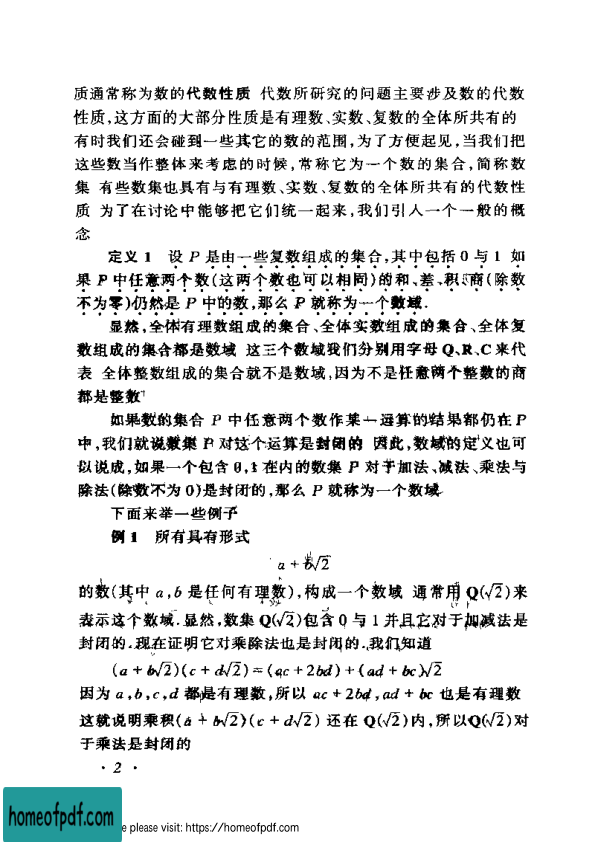 质通常称为数的代数性质 代数所研究的问题主要涉及数的代数
性质,这方面的大部分性质是有理数、实数、复数的全体所共有的
有时我们还会碰到一些其它的数的范围,为了方便起见,当我们把
这些数当作整体来考虑的时候,常称它为一个数的集合,简称数
集 有些数集也具有与有理数、实数、复数的全体所共有的代数性
质 为了在讨论中能够把它们统一起来,我们引入一个一般的概
念
定义 1 设 P 是由一些复数组成的集合,其中包括 0 与 1 如
果 P 中任意两个数(这两个数也可以相同)的和、差、积、商(除数
不为零)仍然是 P 中的数,那么 P 就称为一个数域.
显然,全体有理数组成的集合、全体实数组成的集合、全体复
数组成的集合都是数域 这三个数域我们分别用字母 Q、R、C 来代
表 全体整数组成的集合就不是数域,因为不是任意两个整数的商
都是整数
如果数的集合 P 中任意两个数作某一运算的结果都仍在 P
中,我们就说数集 P 对这个运算是封闭的 因此,数域的定义也可
以说成,如果一个包含 0,1 在内的数集 P 对于加法、减法、乘法与
除法(除数不为 0)是封闭的,那么 P 就称为一个数域
下面来举一些例子
例 1 所有具有形式
a + b√2
的数(其中 a,b 是任何有理数),构成一个数域 通常用 Q(√2)来
表示这个数域.显然,数集 Q(√2)包含 0 与 1 并且它对于加减法是
封闭的.现在证明它对乘除法也是封闭的.我们知道
(a + b√2)(c + d√2) = (ac + 2bd) + (ad + bc)√2
因为 a,b,c,d 都是有理数,所以 ac + 2bd,ad + bc 也是有理数
这就说明乘积(a + b√2)(c + d√2) 还在 Q(√2)内,所以Q(√2)对
于乘法是封闭的
· 2 ·
homeofpdf.com
e please visit: https://homeofpdf.com